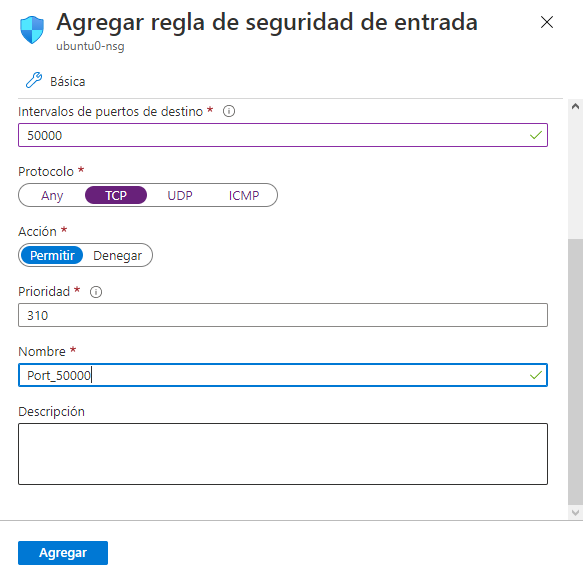 Agregar regla de seguridad de entrada
ubuntu0-nsg
Básica
Intervalos de puertos de destino *
50000
Protocolo *
Any TCP UDP ICMP
Acción *
Permitir Denegar
Prioridad *
310
Nombre *
Port_50000
Descripción
Agregar